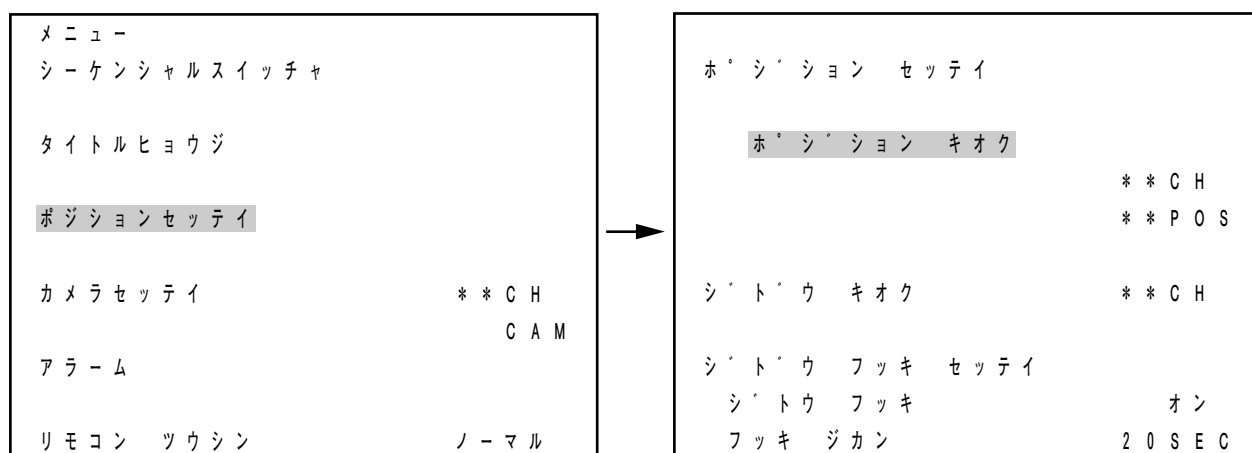 メニュー
シーケンシャルスイッチャ
タイトルヒョウジ
ポジションセッテイ
カメラセッテイ **CH
CAM
アラーム
リモコン ツウシン ノーマル
ホ゜シ゛ション セッテイ
ホ゜シ゛ション キオク
**CH
**POS
シ゛ト゛ウ キオク **CH
シ゛ト゛ウ フッキ セッテイ
シ゛トウ フッキ オン
フッキ ジカン 20SEC